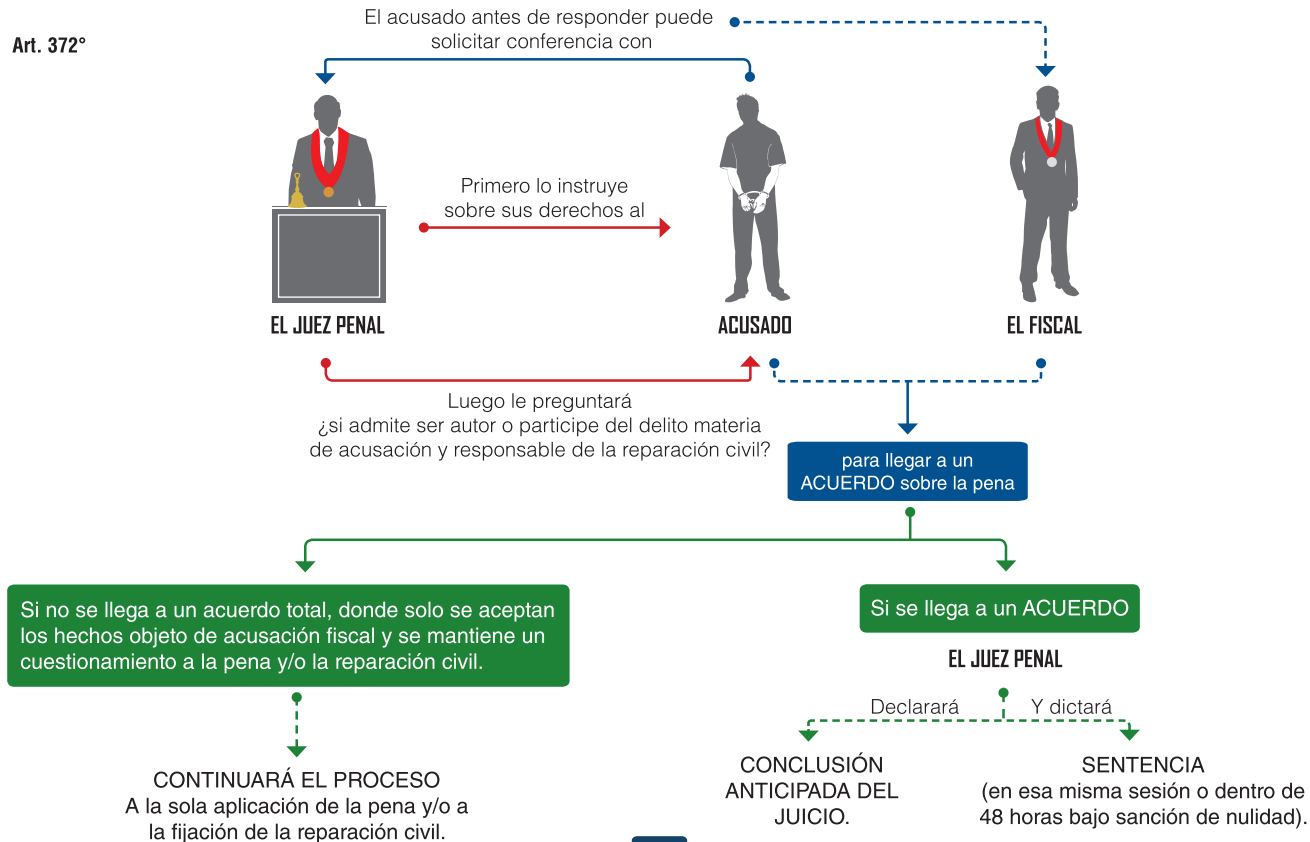 Art. 372°
El acusado antes de responder puede
solicitar conferencia con
Primero lo instruye
sobre sus derechos al
EL JUEZ PENAL
ACUSADO
EL FISCAL
Luego le preguntará
¿si admite ser autor o participe del delito materia
de acusación y responsable de la reparación civil?
para llegar a un
ACUERDO sobre la pena
Si no se llega a un acuerdo total, donde solo se aceptan
los hechos objeto de acusación fiscal y se mantiene un
cuestionamiento a la pena y/o la reparación civil.
Si se llega a un ACUERDO
EL JUEZ PENAL
Declarará
Y dictará
CONTINUARÁ EL PROCESO
A la sola aplicación de la pena y/o a
la fijación de la reparación civil.
CONCLUSIÓN
ANTICIPADA DEL
JUICIO.
SENTENCIA
(en esa misma sesión o dentro de
48 horas bajo sanción de nulidad).